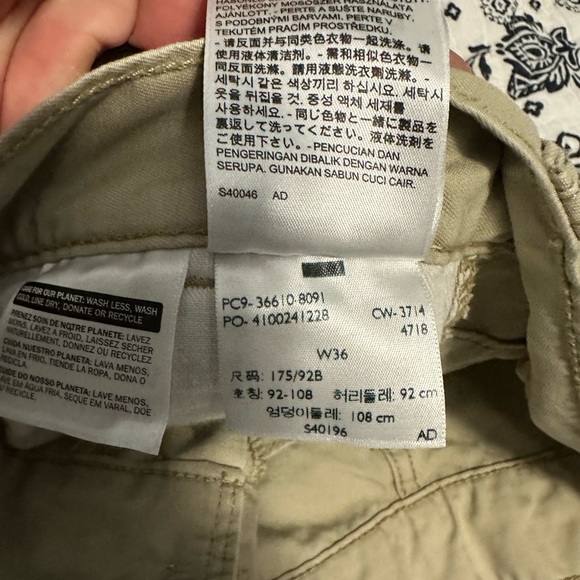 POLYÉKONY MOSÓSZER HASZNÁLATA
AJÁNLOTT. - PERTE A SUŠTE NARUBY,
S PODOBNÝMI BARVAMI, PERTE V
TEKUTÉM PRACÍM PROSTŘEDKU.
- 请反面并与同类色衣物一起洗涤。请
使用液体清洁剂。- 需和相似色衣物一
同反面洗滌。請用液態洗衣劑洗滌。-
세탁시 같은 색상끼리 하십시요. 세탁시
옷을 뒤집을 것. 중성 액체 세재를
사용하세요. - 同じ色衣物と一緒に製品を
裏返して洗ってください。液体洗剤を
ご使用下さい。- PENCUCIAN DAN
PENGERINGAN DIBALIK DENGAN WARNA
SERUPA. GUNAKAN SABUN CUCI CAIR.
S40046 AD
CARE FOR OUR PLANET: WASH LESS, WASH
COLD, LINE DRY, DONATE OR RECYCLE
PRENEZ SOIN DE NOTRE PLANÈTE: LAVEZ
MOINS, LAVEZ À FROID, LAISSEZ SÉCHER
NATURELLEMENT, DONNEZ OU RECYCLEZ
CUIDA NUESTRO PLANETA: LAVA MENOS,
LAVA EN FRÍO, TIENDE LA ROPA, DONA O
RECICLA
CUIDE DO NOSSO PLANETA: LAVE MENOS,
LAVE EM ÁGUA FRIA, SEQUE EM VARAL, DOE
OU RECICLE
PC9- 36610-8091
PO- 4100241228
CW-3714
4718
W36
尺码: 175/92B
호칭: 92-108 허리둘레: 92 cm
엉덩이둘레: 108 cm
S40196 AD